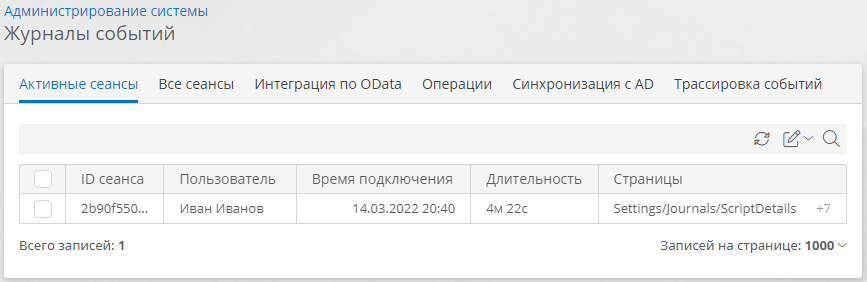 Администрирование системы
Журналы событий
Активные сеансы Все сеансы Интеграция по OData Операции Синхронизация с AD Трассировка событий
ID сеанса Пользователь Время подключения Длительность Страницы
2b90f550... Иван Иванов 14.03.2022 20:40 4м 22с Settings/Journals/ScriptDetails +7
Всего записей: 1 Записей на странице: 1000